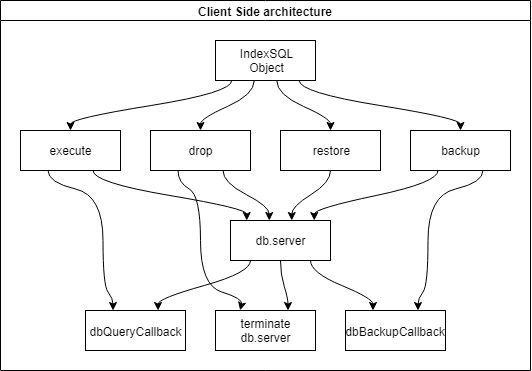 Client Side architecture
IndexSQL
Object
execute
drop
restore
backup
db.server
dbQueryCallback
terminate
db.server
dbBackupCallback